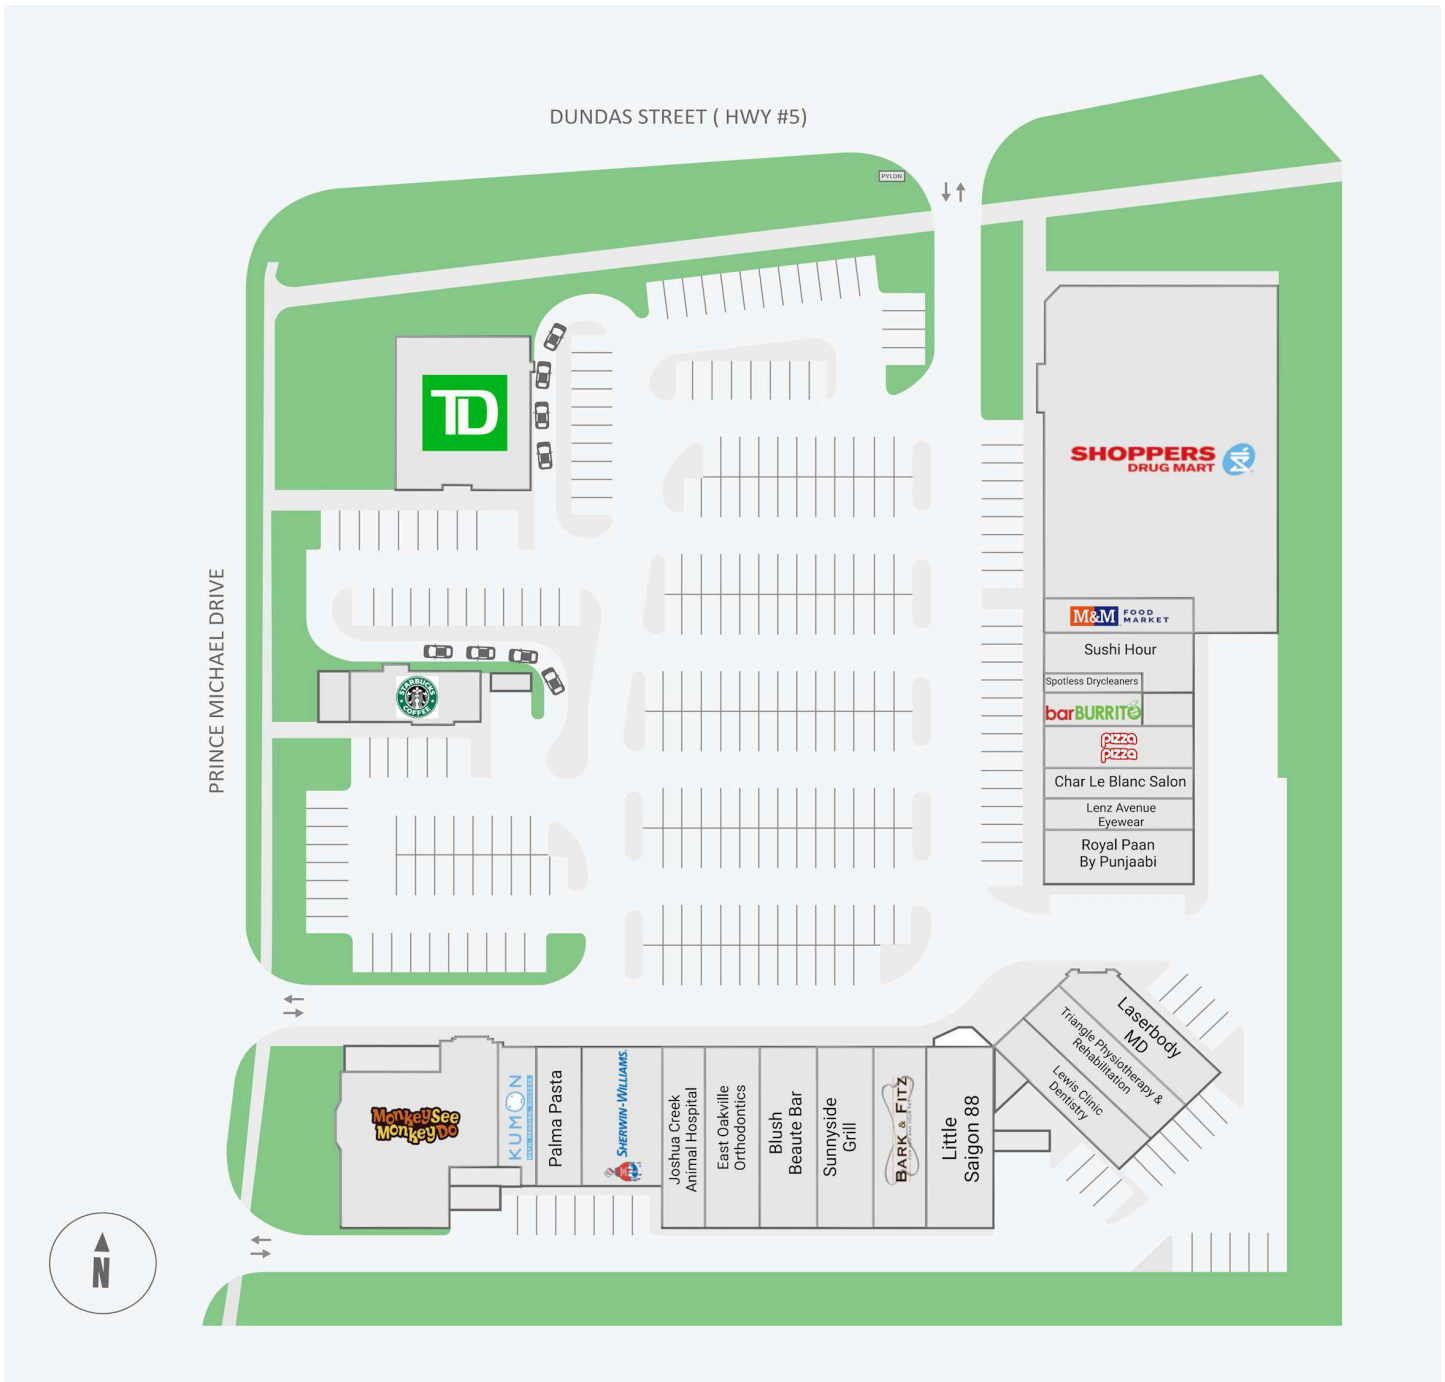 DUNDAS STREET ( HWY #5)
PYLON
TD
SHOPPERS
DRUG MART
PRINCE MICHAEL DRIVE
M&M FOOD
MARKET
Sushi Hour
Spotless Drycleaners
STARBUCKS
COFFEE
barBURRITO
pizza
pizza
Char Le Blanc Salon
Lenz Avenue
Eyewear
Royal Paan
By Punjaabi
Laserbody
MD
Triangle Physiotherapy &
Rehabilitation
Lewis Clinic
Dentistry
MonkeySee
MonkeyDo
KUMON
Palma Pasta
SHERWIN-WILLIAMS.
Joshua Creek
Animal Hospital
East Oakville
Orthodontics
Blush
Beaute Bar
Sunnyside
Grill
BARK & FITZ
Little
Saigon 88
N